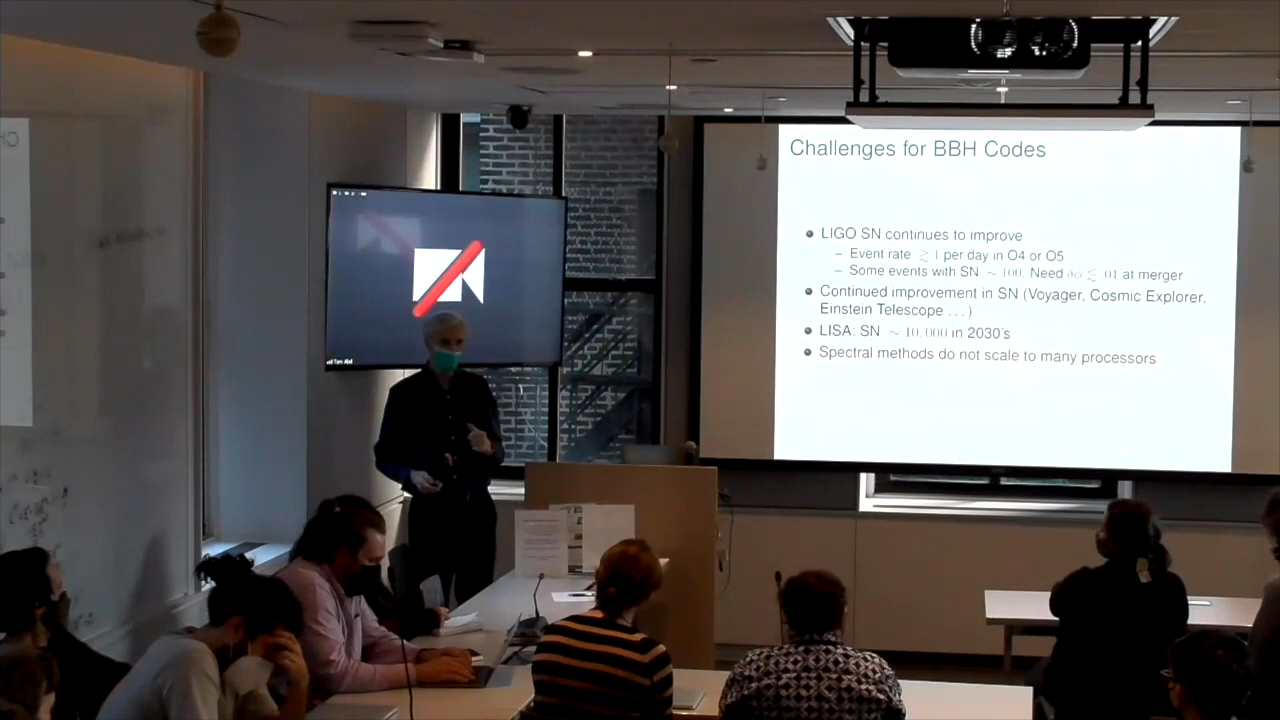 Challenges for BBH Codes
LIGO SN continues to improve
– Event rate ≳ 1 per day in O4 or O5
– Some events with SN ∼ 100. Need ≲ .01 at merger
Continued improvement in SN (Voyager, Cosmic Explorer,
Einstein Telescope . . . )
LISA: SN ∼ 10,000 in 2030's
Spectral methods do not scale to many processors
Tom Abel